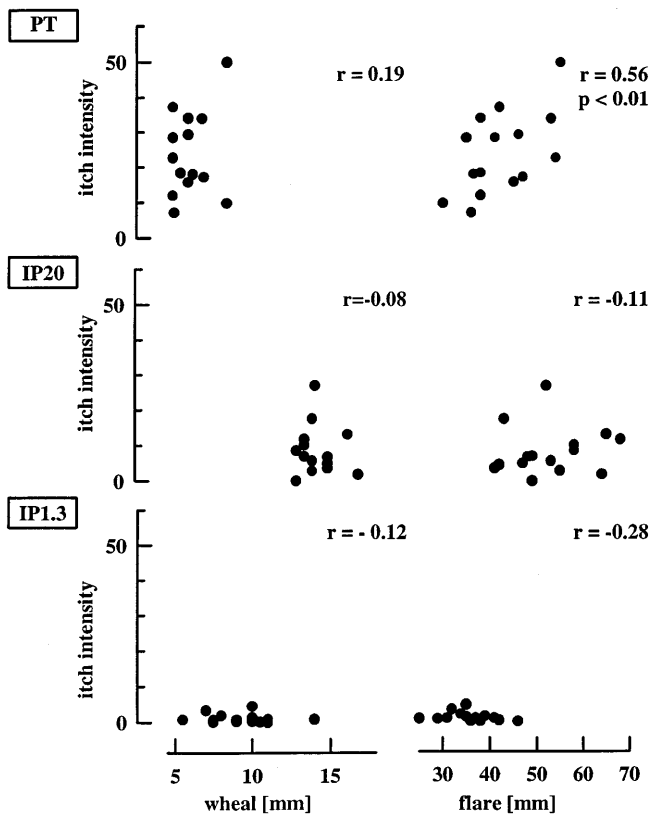 PT
50
r = 0.19
r = 0.56
p < 0.01
itch intensity
0
IP20
50
r=-0.08
r = -0.11
itch intensity
0
IP1.3
50
r = - 0.12
r = -0.28
itch intensity
0
5 10 15 30 40 50 60 70
wheal [mm] flare [mm]